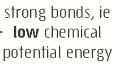 strong bonds, ie
low chemical
potential energy